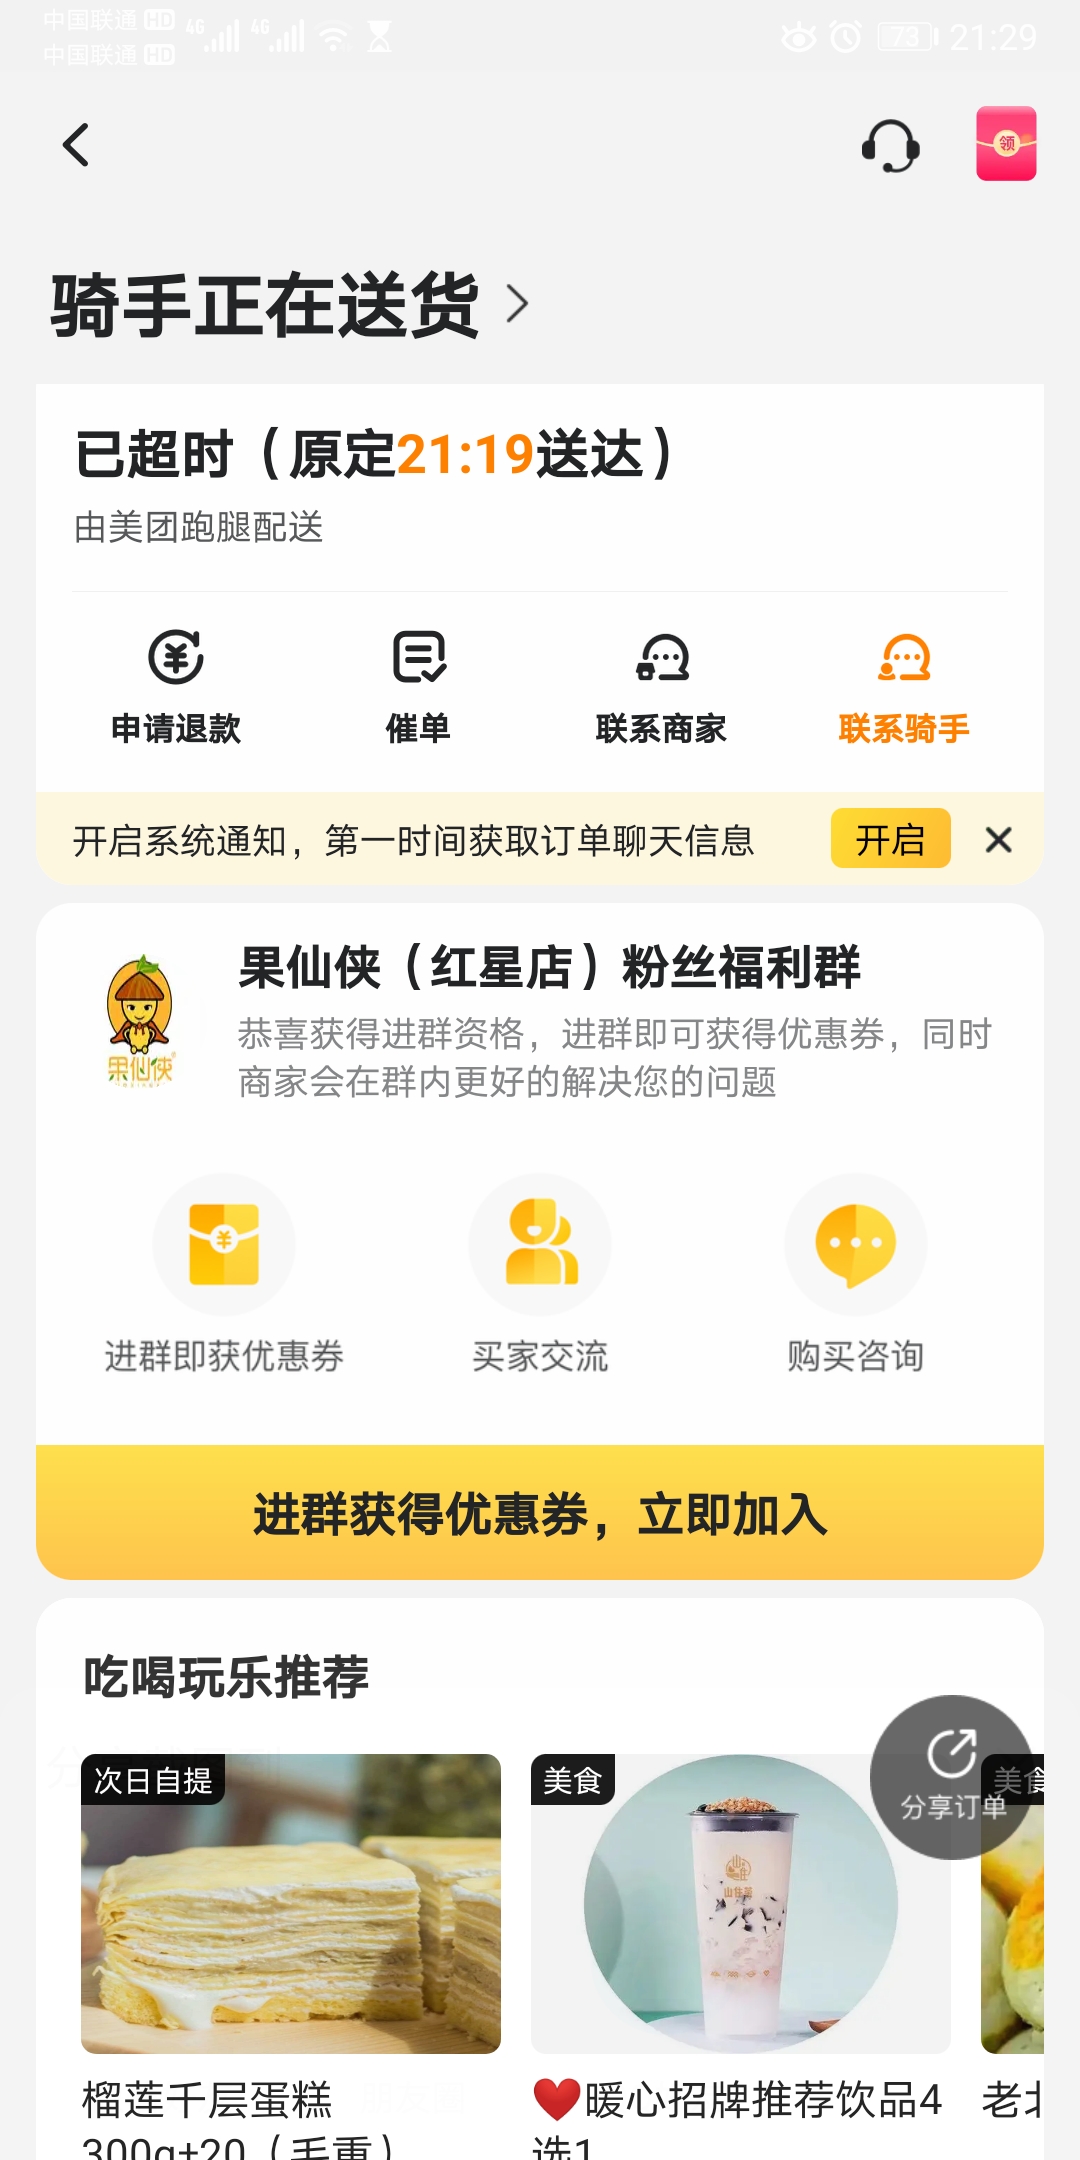 中国联通 HD 4G 4G 73 21:29
中国联通 HD
领
骑手正在送货
已超时（原定21:19送达）
由美团跑腿配送
申请退款 催单 联系商家 联系骑手
开启系统通知，第一时间获取订单聊天信息 开启
果仙侠（红星店）粉丝福利群
恭喜获得进群资格，进群即可获得优惠券，同时
商家会在群内更好的解决您的问题
果仙侠
进群即获优惠券 买家交流 购买咨询
进群获得优惠券，立即加入
吃喝玩乐推荐
分享订单
次日自提 美食 美食
山住
榴莲千层蛋糕 ❤️暖心招牌推荐饮品4 老北
300g+20（毛重） 选1